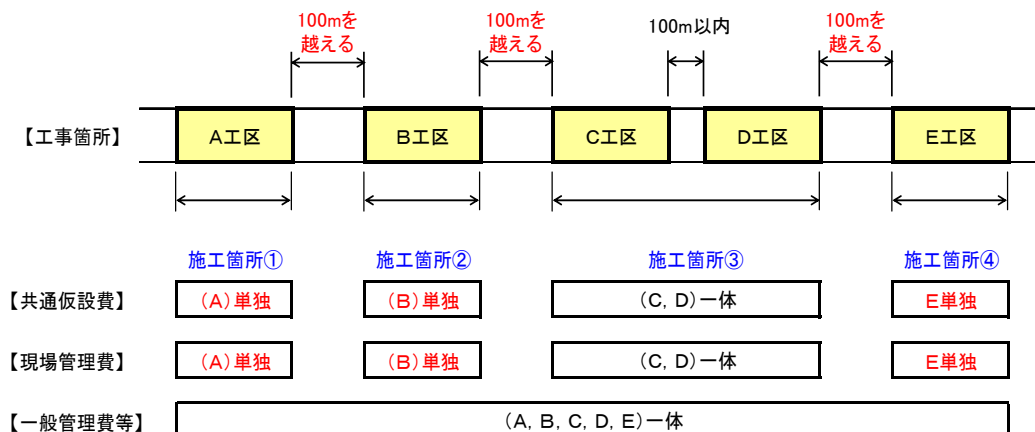 100mを
越える
100mを
越える
100m以内
100mを
越える
【工事箇所】
A工区
B工区
C工区
D工区
E工区
施工箇所①
施工箇所②
施工箇所③
施工箇所④
【共通仮設費】
(A)単独
(B)単独
(C, D)一体
E単独
【現場管理費】
(A)単独
(B)単独
(C, D)一体
E単独
【一般管理費等】
(A, B, C, D, E)一体